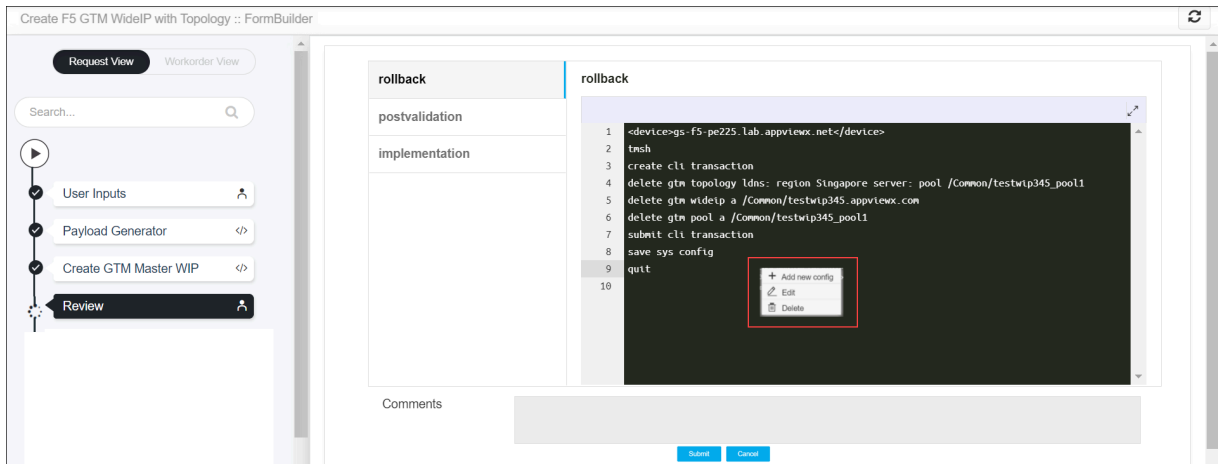 Create F5 GTM WideIP with Topology :: FormBuilder
Request View
Workorder View
Search...
User Inputs
Payload Generator
</>
Create GTM Master WIP
</>
Review
rollback
postvalidation
implementation
rollback
1 <device>gs-f5-pe225.lab.appviewx.net</device>
2 tmsh
3 create cli transaction
4 delete gtm topology ldns: region Singapore server: pool /Common/testwip345_pool1
5 delete gtm wideip a /Common/testwip345.appviewx.com
6 delete gtm pool a /Common/testwip345_pool1
7 submit cli transaction
8 save sys config
9 quit
10
+ Add new config
Edit
Delete
Comments
Submit
Cancel